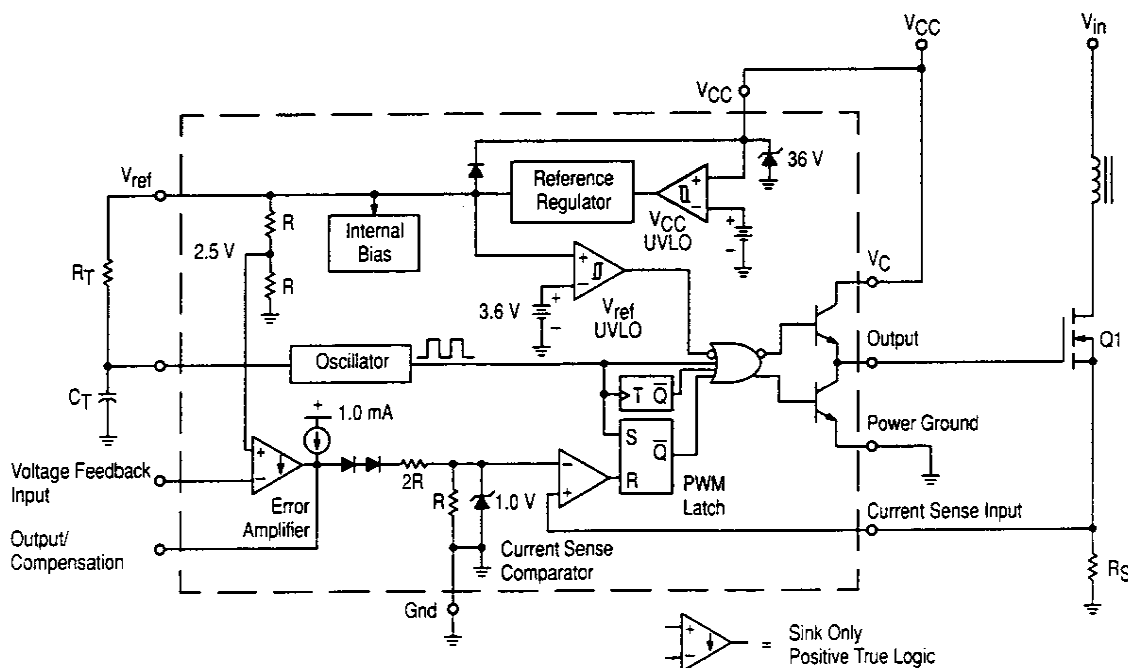 VCC
Vin
VCC
36 V
Vref
Reference
Regulator
+
-
VCC
UVLO
+
-
R
Internal
Bias
2.5 V
R
RT
+
-
3.6 V
+
-
Vref
UVLO
VC
Output
Q1
Oscillator
T Q
CT
+
1.0 mA
S
Q
R
Power Ground
Voltage Feedback
Input
+
-
2R
-
+
PWM
Latch
Error
Amplifier
R
1.0 V
Current Sense Input
Output/
Compensation
Current Sense
Comparator
RS
Gnd
+
-
= Sink Only
Positive True Logic